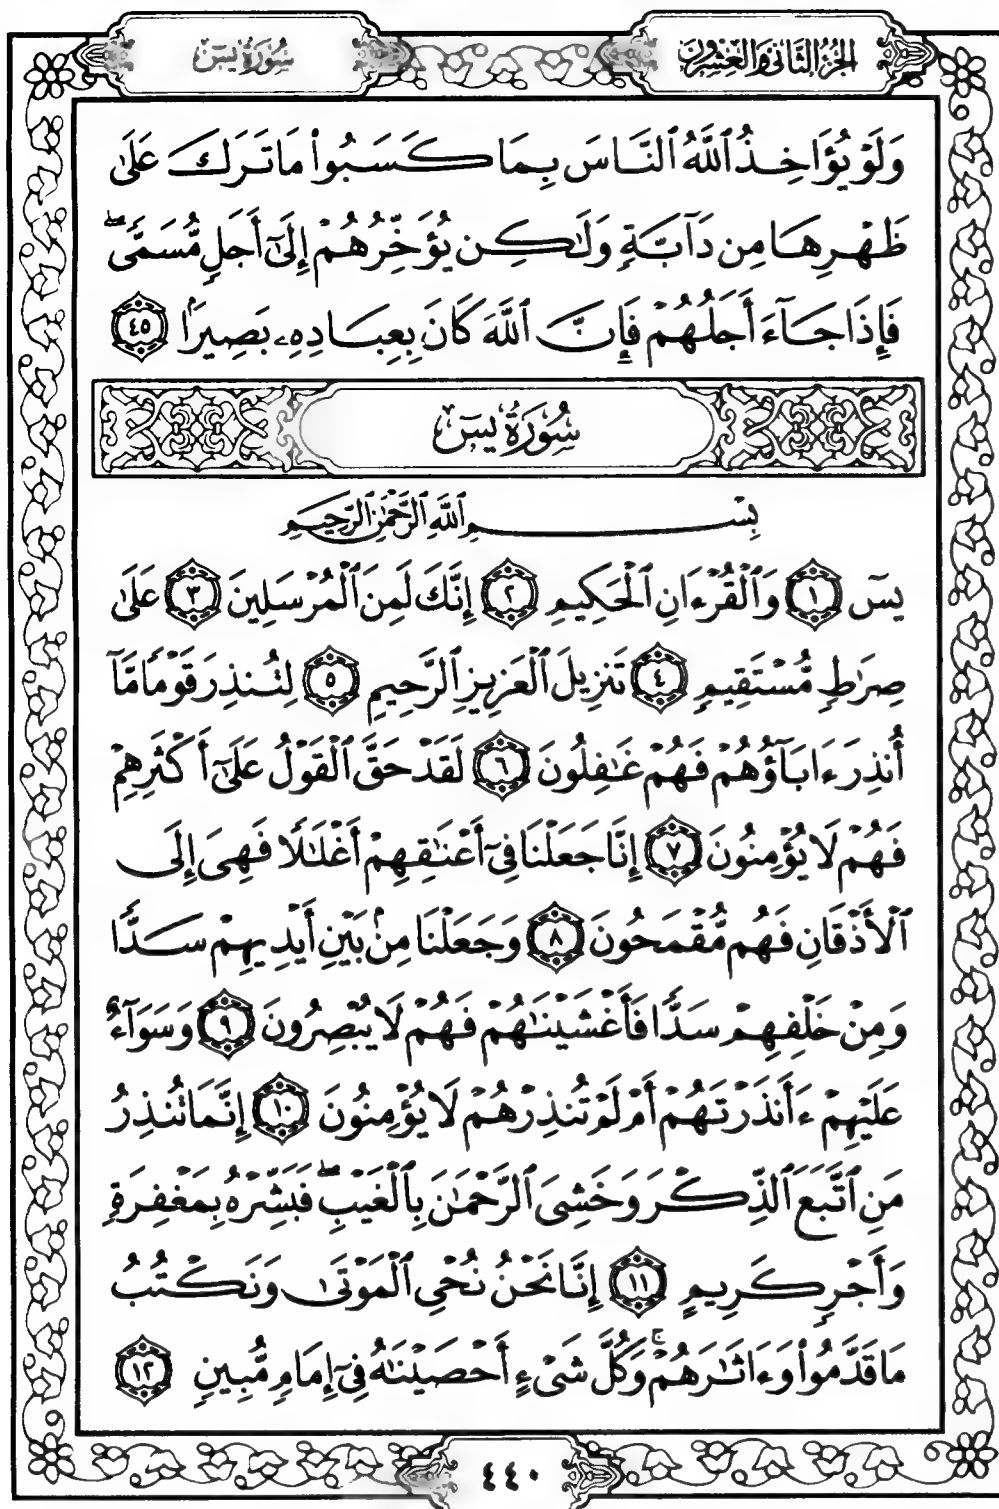 الجزء الثاني والعشرون
سورة يس
وَلَوْ يُؤَاخِذُ ٱللَّهُ ٱلنَّاسَ بِمَا كَسَبُوا۟ مَا تَرَكَ عَلَىٰ
ظَهْرِهَا مِن دَآبَّةٍ وَلَٰكِن يُؤَخِّرُهُمْ إِلَىٰٓ أَجَلٍ مُّسَمًّى ۖ
فَإِذَا جَآءَ أَجَلُهُمْ فَإِنَّ ٱللَّهَ كَانَ بِعِبَادِهِۦ بَصِيرًۢا ٤٥
سُورَةُ يسٓ
بِسْمِ ٱللَّهِ ٱلرَّحْمَٰنِ ٱلرَّحِيمِ
يسٓ ١ وَٱلْقُرْءَانِ ٱلْحَكِيمِ ٢ إِنَّكَ لَمِنَ ٱلْمُرْسَلِينَ ٣ عَلَىٰ
صِرَٰطٍ مُّسْتَقِيمٍ ٤ تَنزِيلَ ٱلْعَزِيزِ ٱلرَّحِيمِ ٥ لِتُنذِرَ قَوْمًا مَّآ
أُنذِرَ ءَابَآؤُهُمْ فَهُمْ غَٰفِلُونَ ٦ لَقَدْ حَقَّ ٱلْقَوْلُ عَلَىٰٓ أَكْثَرِهِمْ
فَهُمْ لَا يُؤْمِنُونَ ٧ إِنَّا جَعَلْنَا فِىٓ أَعْنَٰقِهِمْ أَغْلَٰلًا فَهِىَ إِلَى
ٱلْأَذْقَانِ فَهُم مُّقْمَحُونَ ٨ وَجَعَلْنَا مِنۢ بَيْنِ أَيْدِيهِمْ سَدًّا
وَمِنْ خَلْفِهِمْ سَدًّا فَأَغْشَيْنَٰهُمْ فَهُمْ لَا يُبْصِرُونَ ٩ وَسَوَآءٌ
عَلَيْهِمْ ءَأَنذَرْتَهُمْ أَمْ لَمْ تُنذِرْهُمْ لَا يُؤْمِنُونَ ١٠ إِنَّمَا تُنذِرُ
مَنِ ٱتَّبَعَ ٱلذِّكْرَ وَخَشِىَ ٱلرَّحْمَٰنَ بِٱلْغَيْبِ ۖ فَبَشِّرْهُ بِمَغْفِرَةٍ
وَأَجْرٍ كَرِيمٍ ١١ إِنَّا نَحْنُ نُحْىِ ٱلْمَوْتَىٰ وَنَكْتُبُ
مَا قَدَّمُوا۟ وَءَاثَٰرَهُمْ ۚ وَكُلَّ شَىْءٍ أَحْصَيْنَٰهُ فِىٓ إِمَامٍ مُّبِينٍ ١٢
٤٤٠